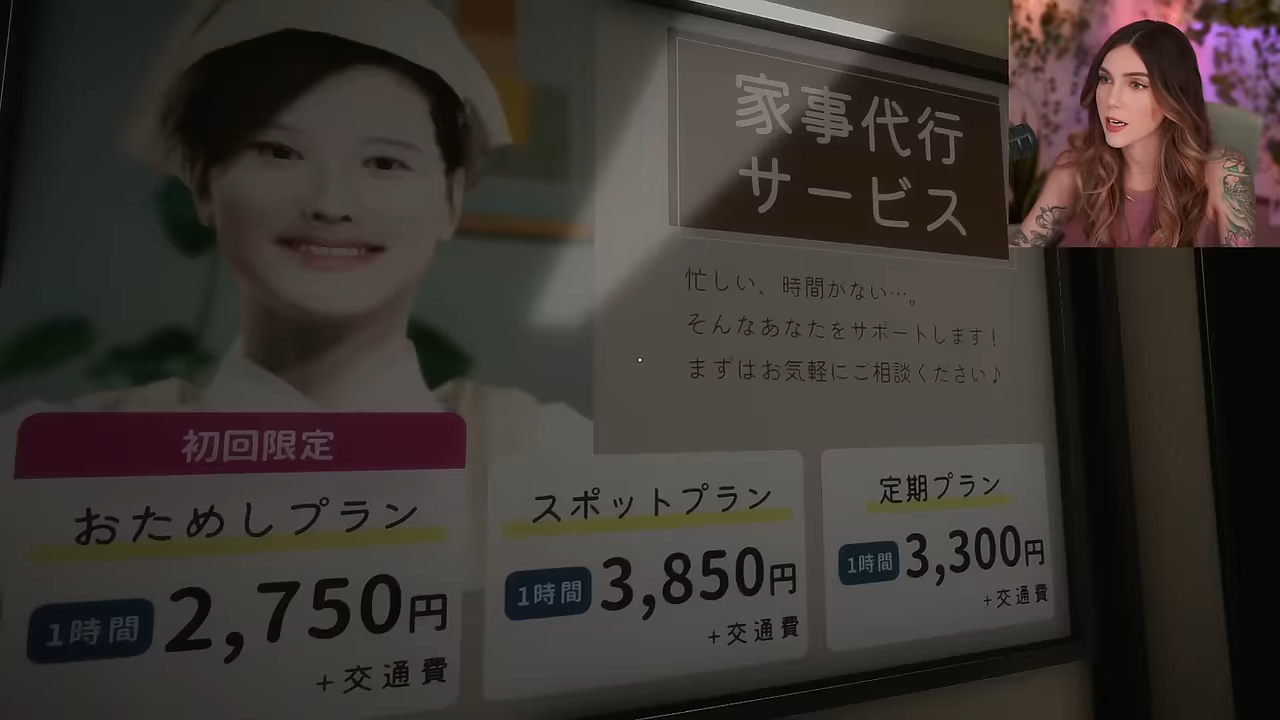 家事代行
サービス
忙しい、時間がない…。
そんなあなたをサポートします!
まずはお気軽にご相談ください♪
初回限定
おためしプラン
1時間 2,750円
+交通費
スポットプラン
1時間 3,850円
+交通費
定期プラン
1時間 3,300円
+交通費